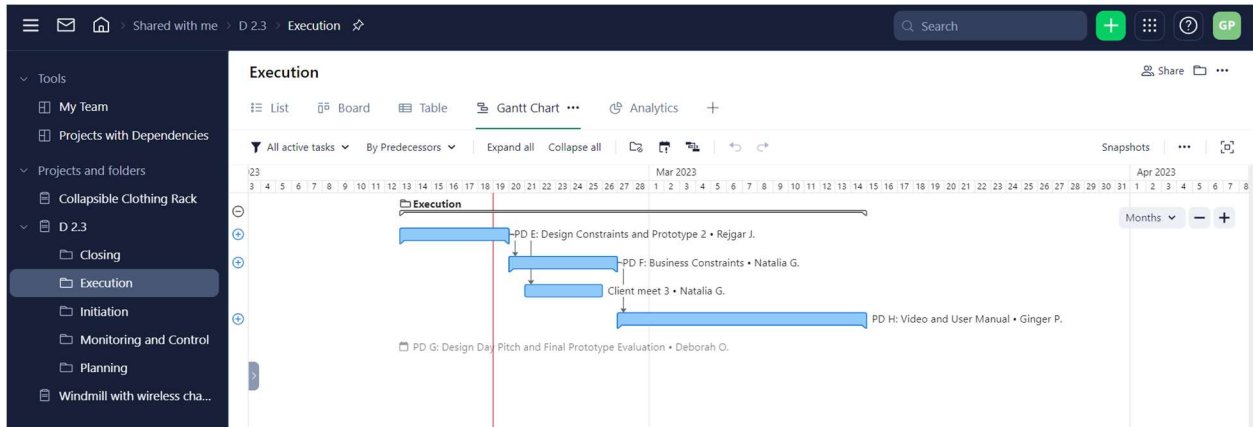 Shared with me > D 2.3 > Execution
Search
GP
Tools
My Team
Projects with Dependencies
Projects and folders
Collapsible Clothing Rack
D 2.3
Closing
Execution
Initiation
Monitoring and Control
Planning
Windmill with wireless cha...
Execution
Share
List Board Table Gantt Chart Analytics
All active tasks By Predecessors Expand all Collapse all Snapshots
23 Mar 2023 Apr 2023
3 4 5 6 7 8 9 10 11 12 13 14 15 16 17 18 19 20 21 22 23 24 25 26 27 28 1 2 3 4 5 6 7 8 9 10 11 12 13 14 15 16 17 18 19 20 21 22 23 24 25 26 27 28 29 30 31 1 2 3 4 5 6 7 8
Execution
Months
PD E: Design Constraints and Prototype 2 • Rejgar J.
PD F: Business Constraints • Natalia G.
Client meet 3 • Natalia G.
PD H: Video and User Manual • Ginger P.
PD G: Design Day Pitch and Final Prototype Evaluation • Deborah O.